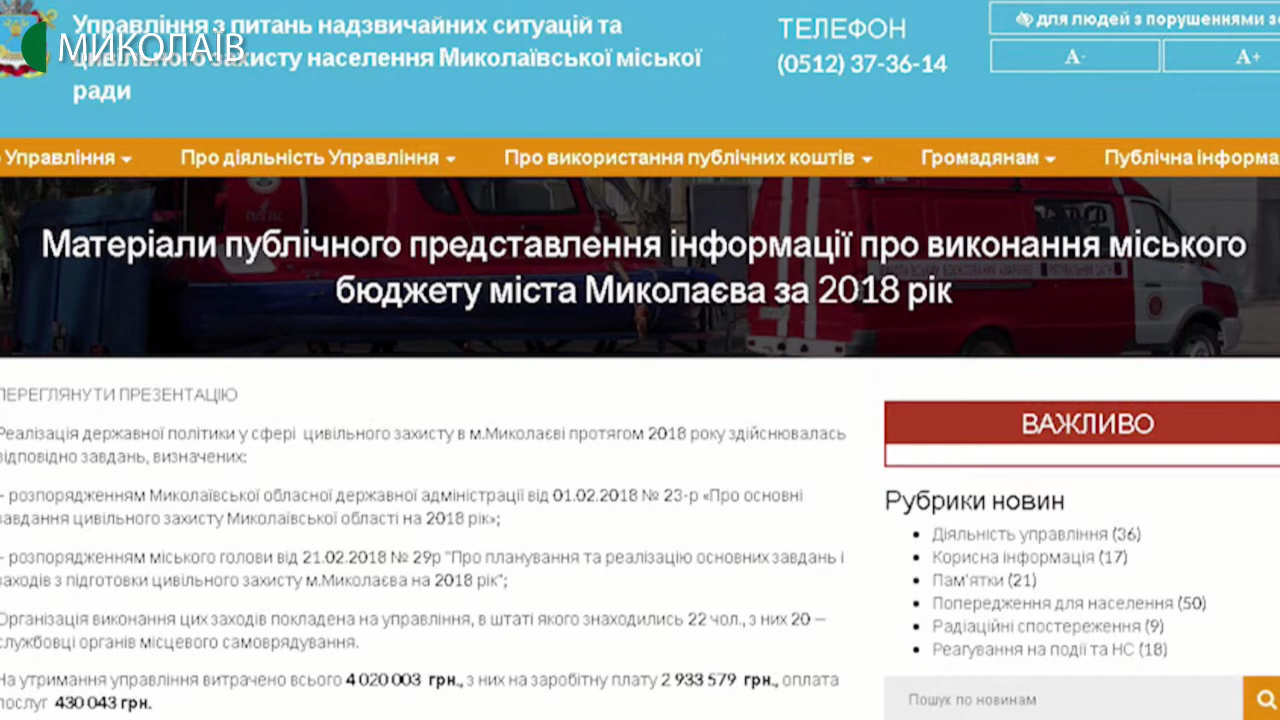 Управління з питань надзвичайних ситуацій та
МИКОЛАЇВ
цивільного захисту населення Миколаївської міської
ради
ТЕЛЕФОН
(0512) 37-36-14
для людей з порушеннями
A-
A+
Управління
Про діяльність Управління
Про використання публічних коштів
Громадянам
Публічна
Матеріали публічного представлення інформації про виконання міського
бюджету міста Миколаєва за 2018 рік
ПЕРЕГЛЯНУТИ ПРЕЗЕНТАЦІЮ
Реалізація державної політики у сфері цивільного захисту в м.Миколаєві протягом 2018 року здійснювалась
відповідно завдань, визначених:
- розпорядженням Миколаївської обласної державної адміністрації від 01.02.2018 № 23-р «Про основні
завдання цивільного захисту Миколаївської області на 2018 рік»;
- розпорядженням міського голови від 21.02.2018 № 29р "Про планування та реалізацію основних завдань і
заходів з підготовки цивільного захисту м.Миколаєва на 2018 рік";
Організація виконання цих заходів покладена на управління, в штаті якого знаходились 22 чол., з них 20 —
службовці органів місцевого самоврядування.
На утримання управління витрачено всього 4 020 003 грн., з них на заробітну плату 2 933 579 грн., оплата
послуг 430 043 грн.
ВАЖЛИВО
Рубрики новин
Діяльність управління (36)
Корисна інформація (17)
Пам'ятки (21)
Попередження для населення (50)
Радіаційні спостереження (9)
Реагування на події та НС (18)
Пошук по новинам